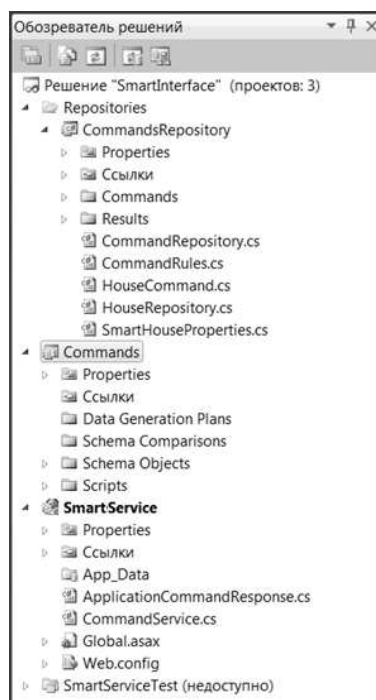 Обозреватель решений
Решение "SmartInterface" (проектов: 3)
Repositories
CommandsRepository
Properties
Ссылки
Commands
Results
CommandRepository.cs
CommandRules.cs
HouseCommand.cs
HouseRepository.cs
SmartHouseProperties.cs
Commands
Properties
Ссылки
Data Generation Plans
Schema Comparisons
Schema Objects
Scripts
SmartService
Properties
Ссылки
App_Data
ApplicationCommandResponse.cs
CommandService.cs
Global.asax
Web.config
SmartServiceTest (недоступно)